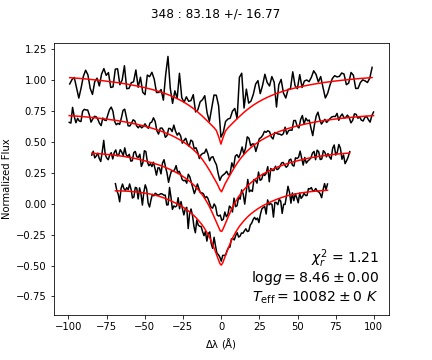 348 : 83.18 +/- 16.77
1.25
1.00
0.75
0.50
0.25
0.00
−0.25
−0.50
−0.75
Normalized Flux
χ²ᵣ = 1.21
log g = 8.46 ± 0.00
T_eff = 10082 ± 0 K
−100 −75 −50 −25 0 25 50 75 100
Δλ (Å)